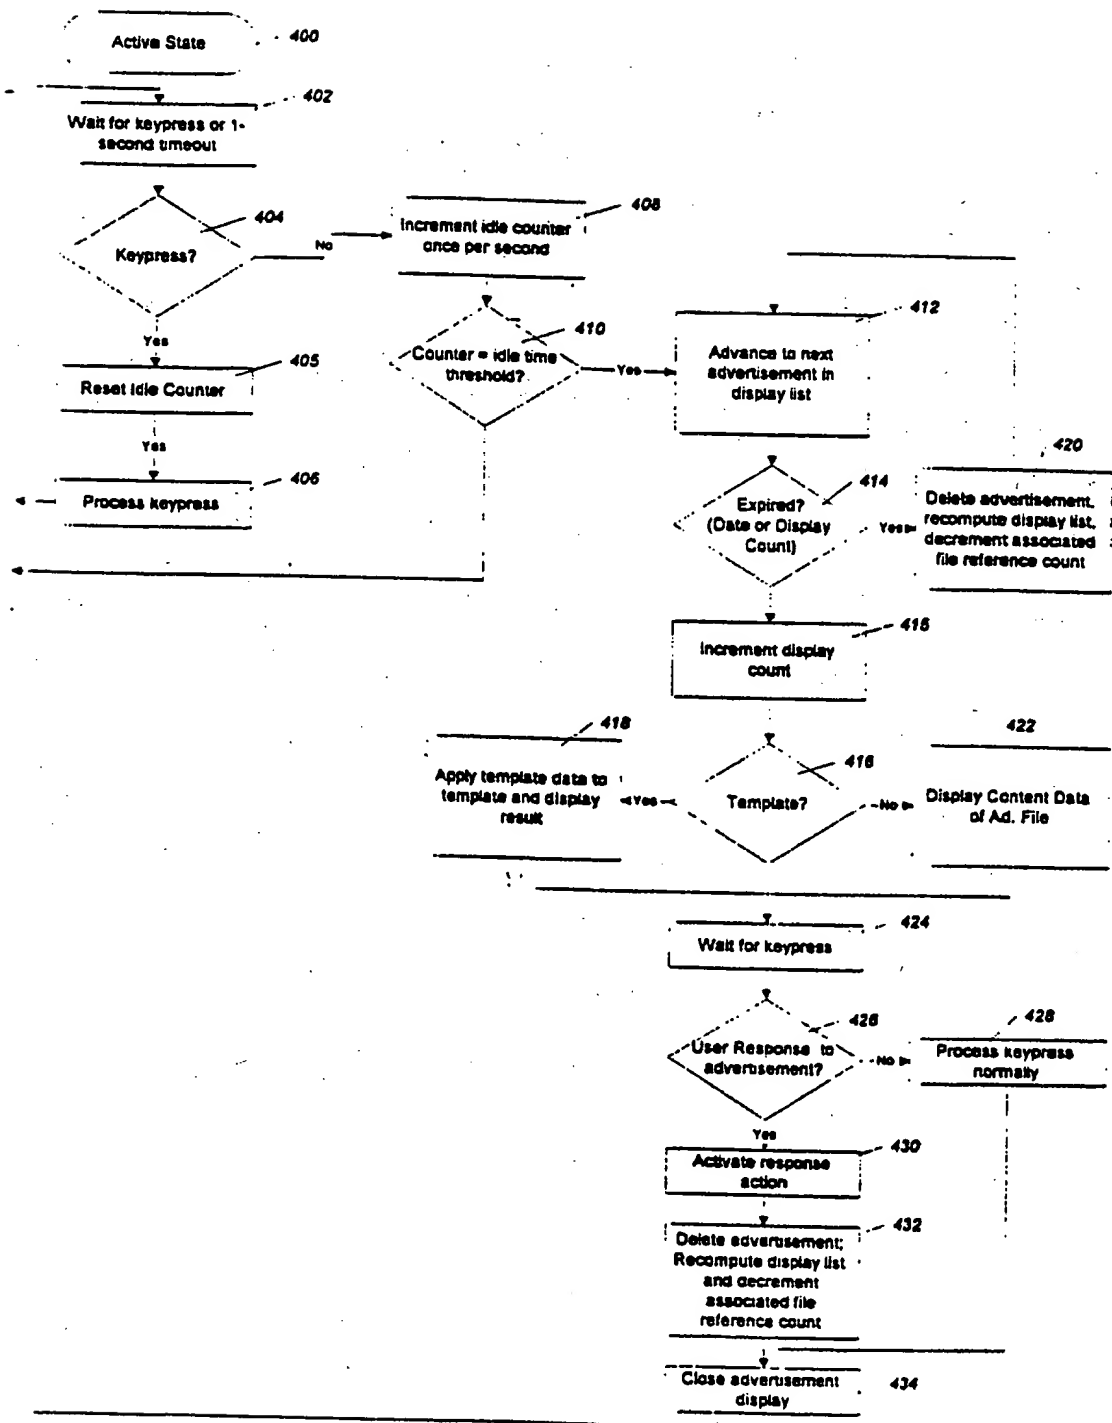 Active State
400
402
Wait for keypress or 1-
second timeout
404
Keypress?
No
408
Increment idle counter
once per second
Yes
405
Reset Idle Counter
Yes
406
Process keypress
410
Counter = idle time
threshold?
Yes
412
Advance to next
advertisement in
display list
414
Expired?
(Date or Display
Count)
Yes
420
Delete advertisement,
recompute display list,
decrement associated
file reference count
415
Increment display
count
416
Template?
Yes
No
418
Apply template data to
template and display
result
422
Display Content Data
of Ad. File
424
Wait for keypress
426
User Response to
advertisement?
No
428
Process keypress
normally
Yes
430
Activate response
action
432
Delete advertisement;
Recompute display list
and decrement
associated file
reference count
Close advertisement
display
434